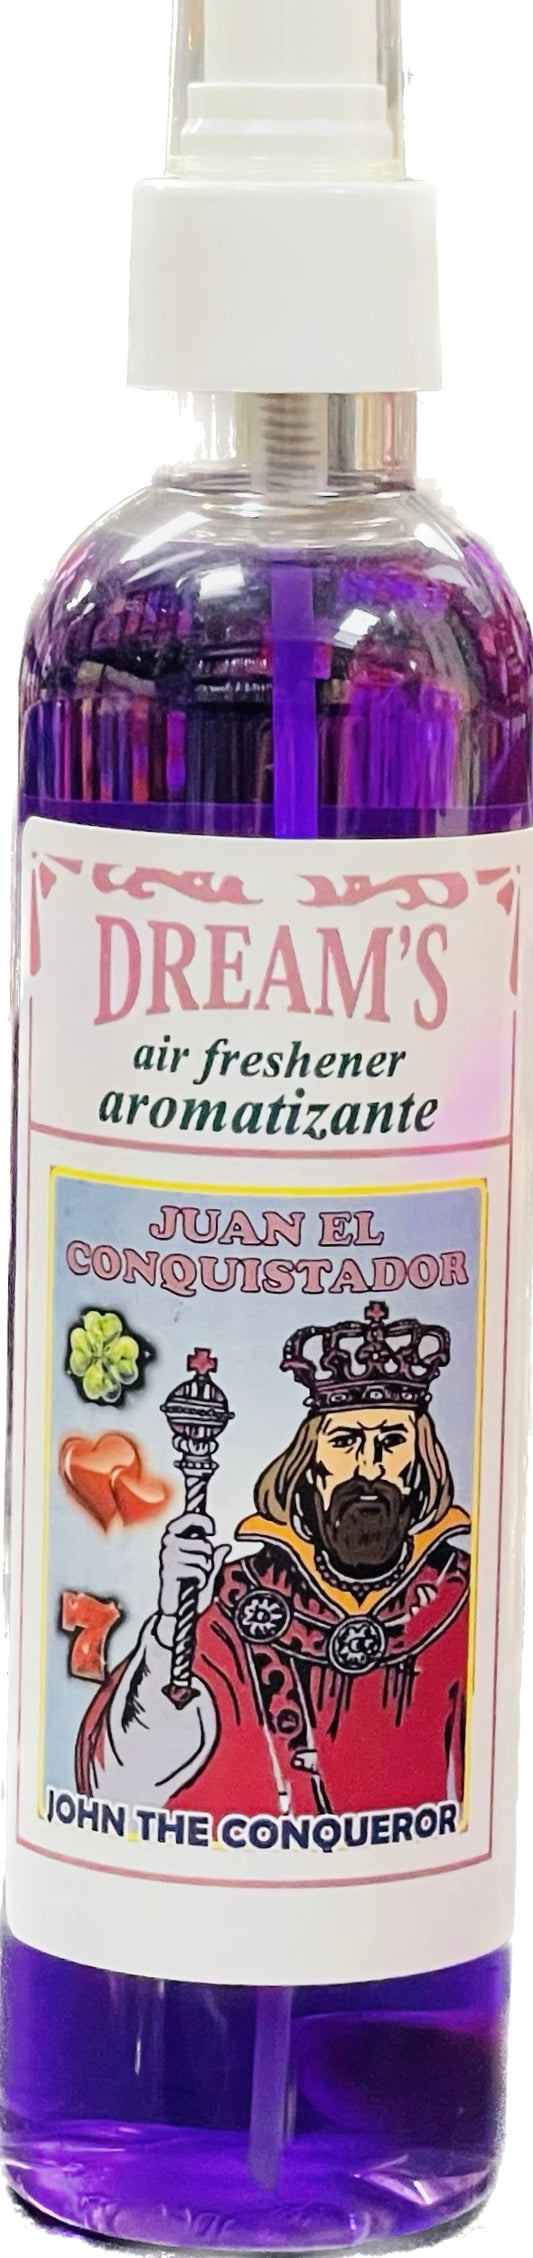 DREAM'S
air freshener
aromatizante
JUAN EL
CONQUISTADOR
7
JOHN THE CONQUEROR